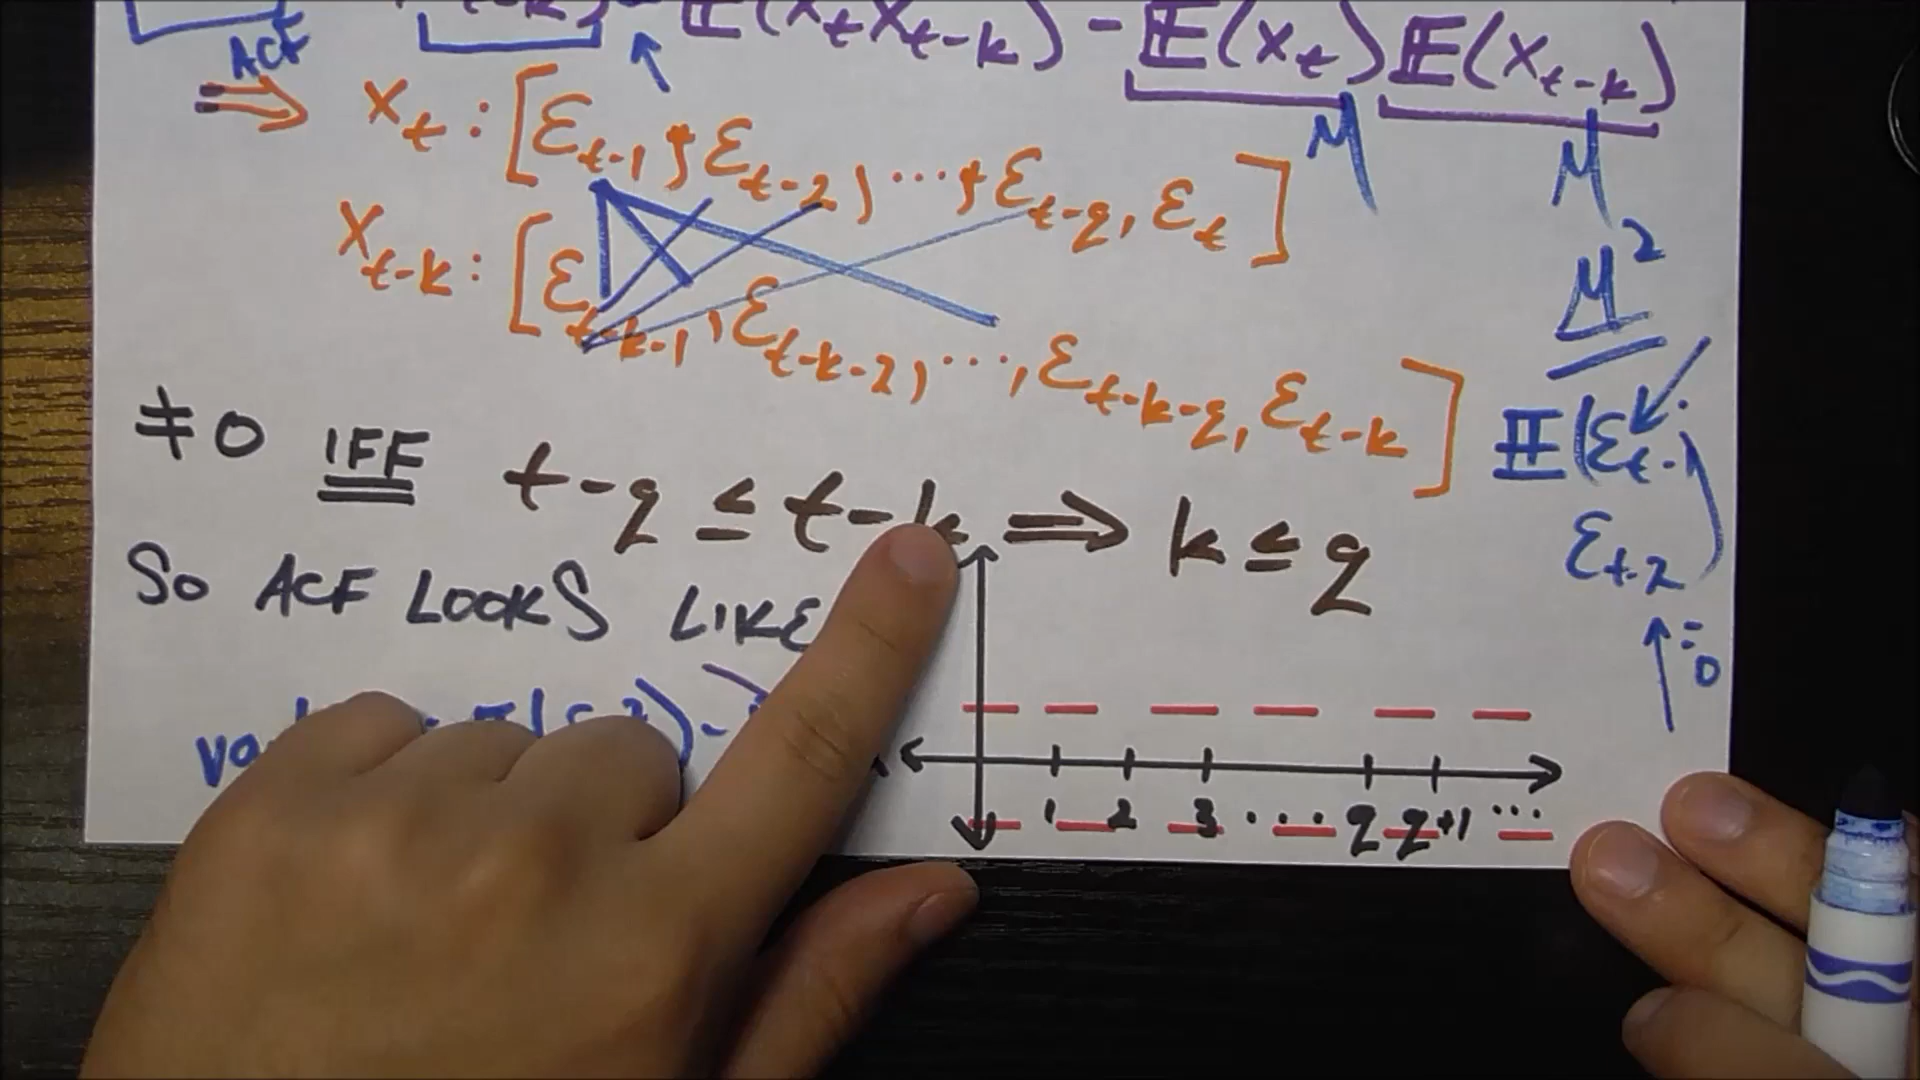 E(XₜXₜ₋ₖ) - E(Xₜ) E(Xₜ₋ₖ)
ACF
M M
⇒ Xₜ : [εₜ₋₁, εₜ₋₂, ..., εₜ₋q, εₜ]
Xₜ₋ₖ : [εₜ₋ₖ₋₁, εₜ₋ₖ₋₂, ..., εₜ₋ₖ₋q, εₜ₋ₖ]
M²
≠0 IFF t-q ≤ t-k ⇒ k ≤ q
E(εₜ₋₁
εₜ₋₂)
=0
So ACF LOOKS LIKE
1 2 3 ... q q+1 ...